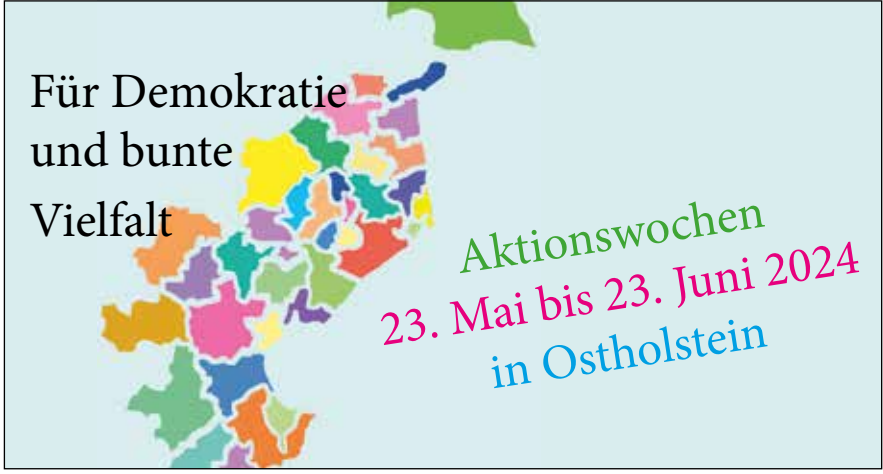 Für Demokratie
und bunte
Vielfalt
Aktionswochen
23. Mai bis 23. Juni 2024
in Ostholstein